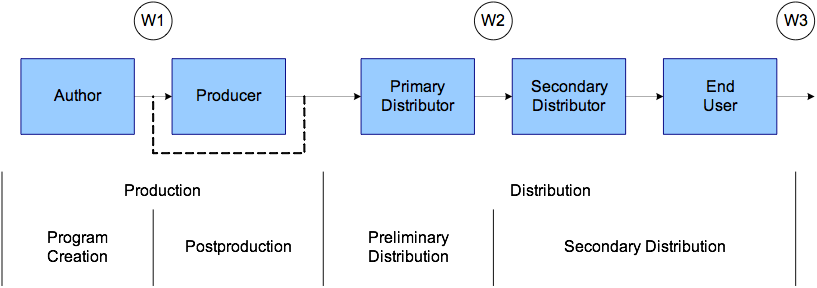 W1
W2
W3
Author
Producer
Primary
Distributor
Secondary
Distributor
End
User
Production
Distribution
Program
Creation
Postproduction
Preliminary
Distribution
Secondary Distribution